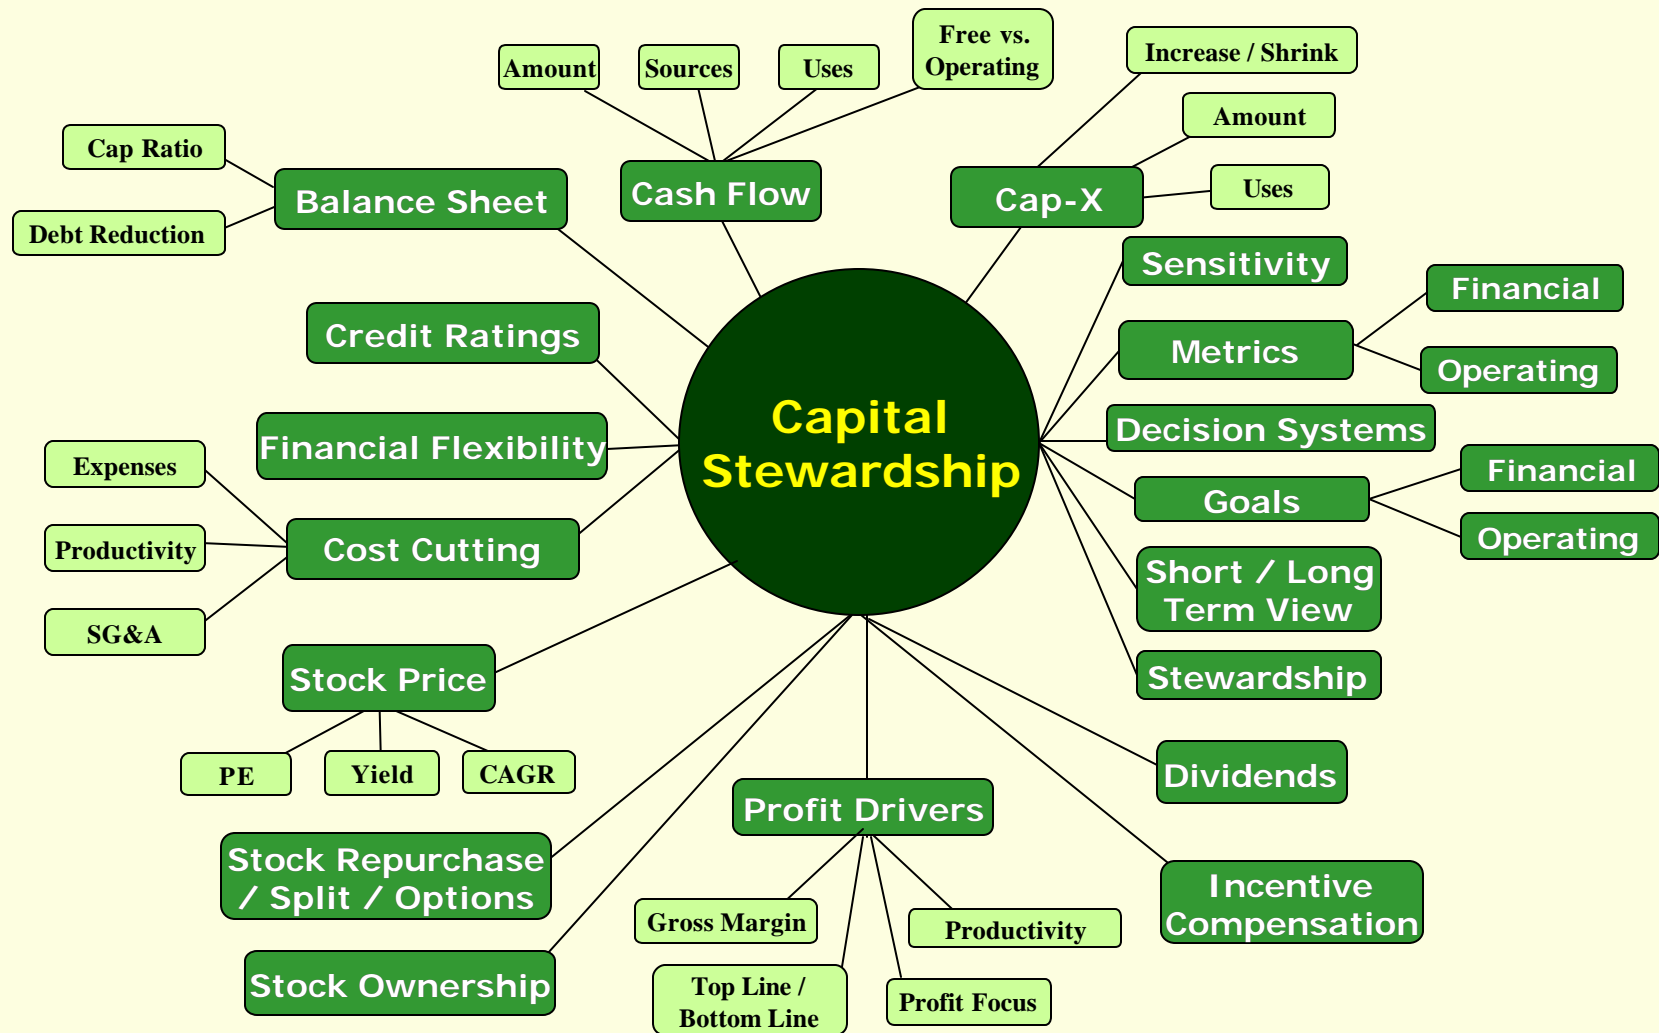 Free vs.
Operating
Amount
Sources
Uses
Increase / Shrink
Amount
Uses
Cap Ratio
Debt Reduction
Balance Sheet
Cash Flow
Cap-X
Sensitivity
Metrics
Financial
Operating
Credit Ratings
Financial Flexibility
Capital
Stewardship
Decision Systems
Goals
Financial
Operating
Expenses
Productivity
SG&A
Cost Cutting
Short / Long
Term View
Stewardship
Stock Price
PE
Yield
CAGR
Dividends
Profit Drivers
Stock Repurchase
/ Split / Options
Incentive
Compensation
Gross Margin
Productivity
Stock Ownership
Top Line /
Bottom Line
Profit Focus